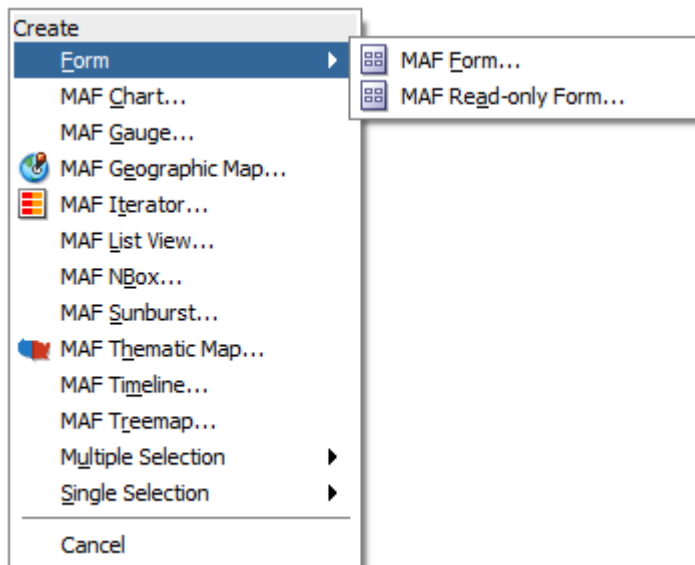 Create
Form
MAF Form...
MAF Read-only Form...
MAF Chart...
MAF Gauge...
MAF Geographic Map...
MAF Iterator...
MAF List View...
MAF NBox...
MAF Sunburst...
MAF Thematic Map...
MAF Timeline...
MAF Treemap...
Multiple Selection
Single Selection
Cancel